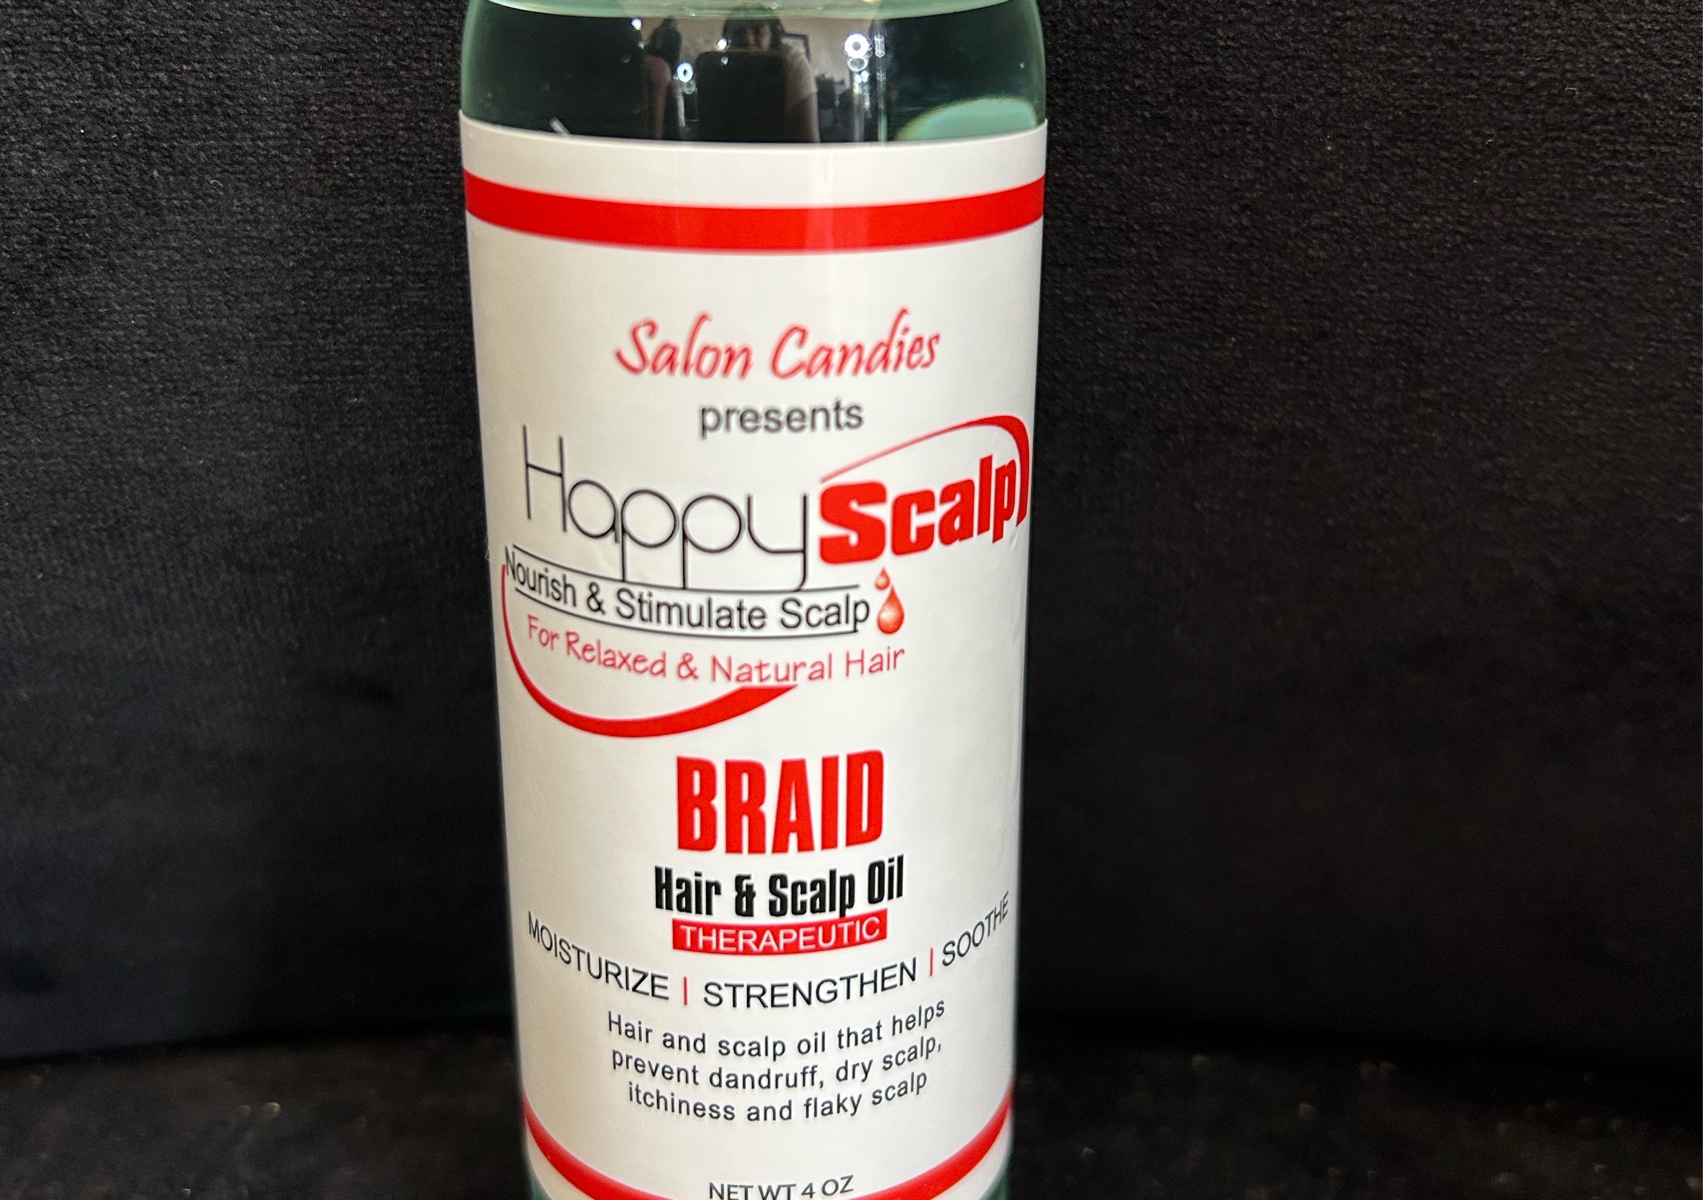 Salon Candies
presents
HappyScalp
Nourish & Stimulate Scalp
For Relaxed & Natural Hair
BRAID
Hair & Scalp Oil
THERAPEUTIC
MOISTURIZE | STRENGTHEN | SOOTHE
Hair and scalp oil that helps
prevent dandruff, dry scalp,
itchiness and flaky scalp
NET WT 4 OZ